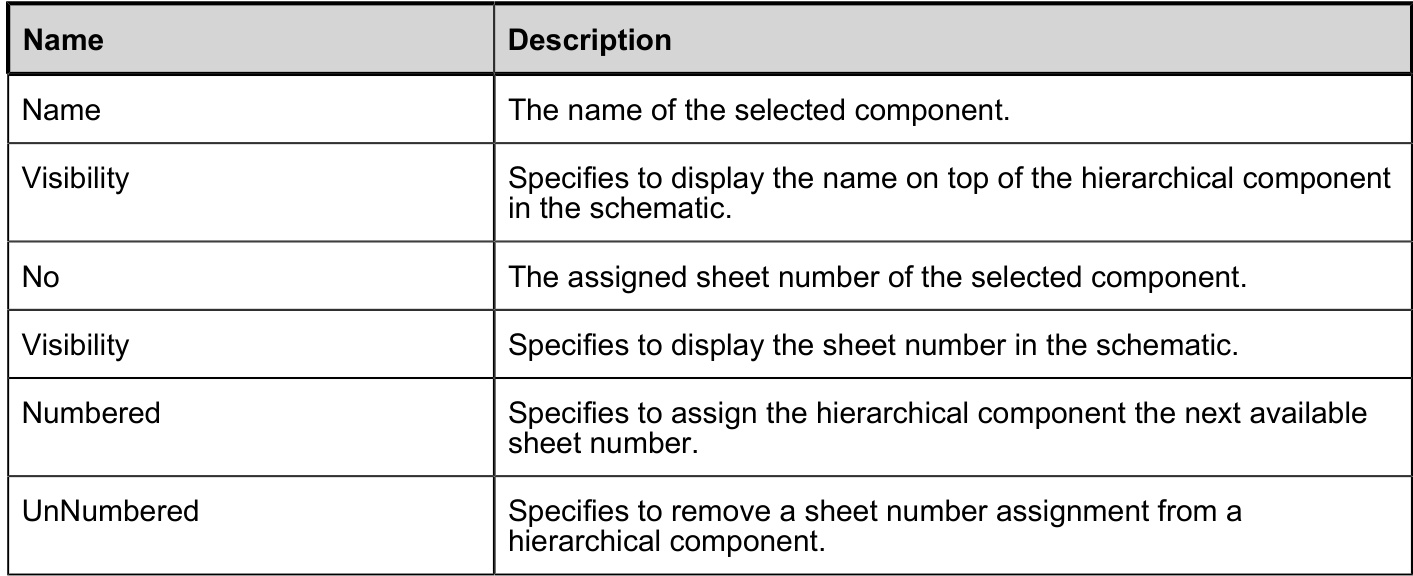 Name Description
Name The name of the selected component.
Visibility Specifies to display the name on top of the hierarchical component
in the schematic.
No The assigned sheet number of the selected component.
Visibility Specifies to display the sheet number in the schematic.
Numbered Specifies to assign the hierarchical component the next available
sheet number.
UnNumbered Specifies to remove a sheet number assignment from a
hierarchical component.